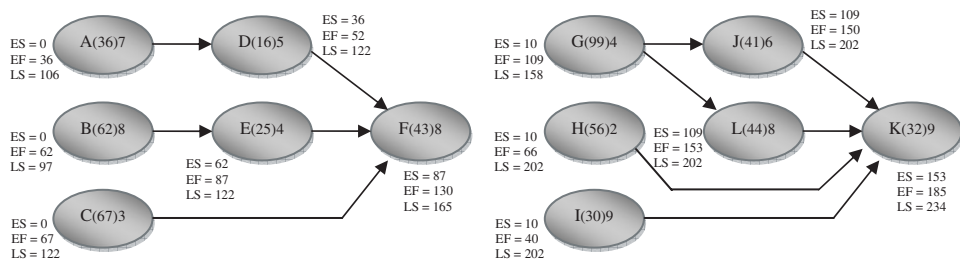 ES = 0
EF = 36
LS = 106
A(36)7
D(16)5
ES = 36
EF = 52
LS = 122
ES = 0
EF = 62
LS = 97
B(62)8
E(25)4
ES = 62
EF = 87
LS = 122
F(43)8
ES = 87
EF = 130
LS = 165
ES = 0
EF = 67
LS = 122
C(67)3
ES = 10
EF = 109
LS = 158
G(99)4
J(41)6
ES = 109
EF = 150
LS = 202
ES = 10
EF = 66
LS = 202
H(56)2
ES = 109
EF = 153
LS = 202
L(44)8
K(32)9
ES = 153
EF = 185
LS = 234
ES = 10
EF = 40
LS = 202
I(30)9